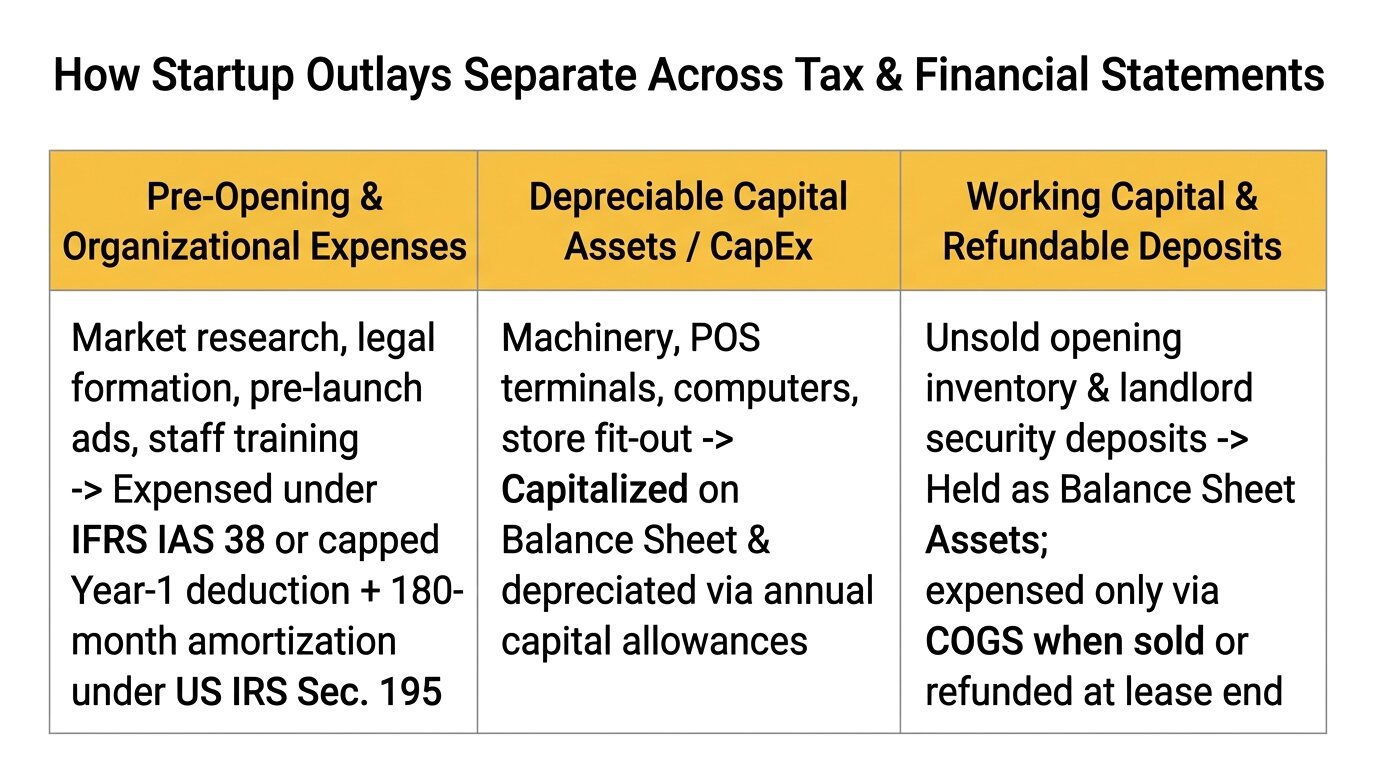 How Startup Outlays Separate Across Tax & Financial Statements
Pre-Opening &
Organizational Expenses
Depreciable Capital
Assets / CapEx
Working Capital &
Refundable Deposits
Market research, legal
formation, pre-launch
ads, staff training
-> Expensed under
IFRS IAS 38 or capped
Year-1 deduction + 180-
month amortization
under US IRS Sec. 195
Machinery, POS
terminals, computers,
store fit-out ->
Capitalized on
Balance Sheet &
depreciated via annual
capital allowances
Unsold opening
inventory & landlord
security deposits ->
Held as Balance Sheet
Assets;
expensed only via
COGS when sold or
refunded at lease end